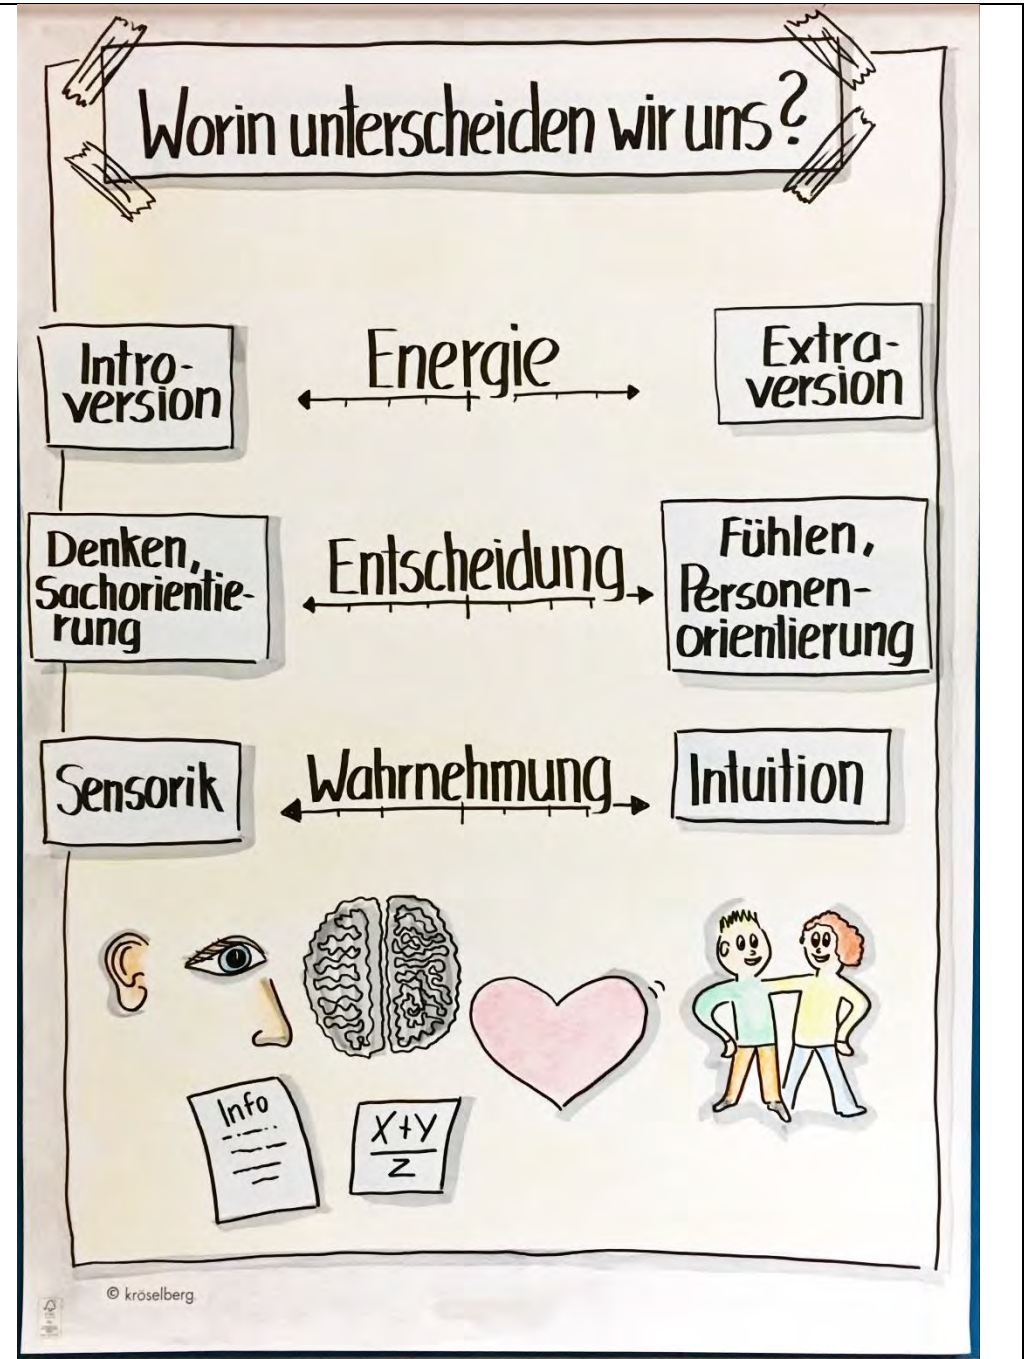 Worin unterscheiden wir uns?
Intro-
version
Energie
Extra-
version
Denken,
Sachorientie-
rung
Entscheidung
Fühlen,
Personen-
orientierung
Sensorik
Wahrnehmung
Intuition
Info
X+Y
Z
© kröselberg